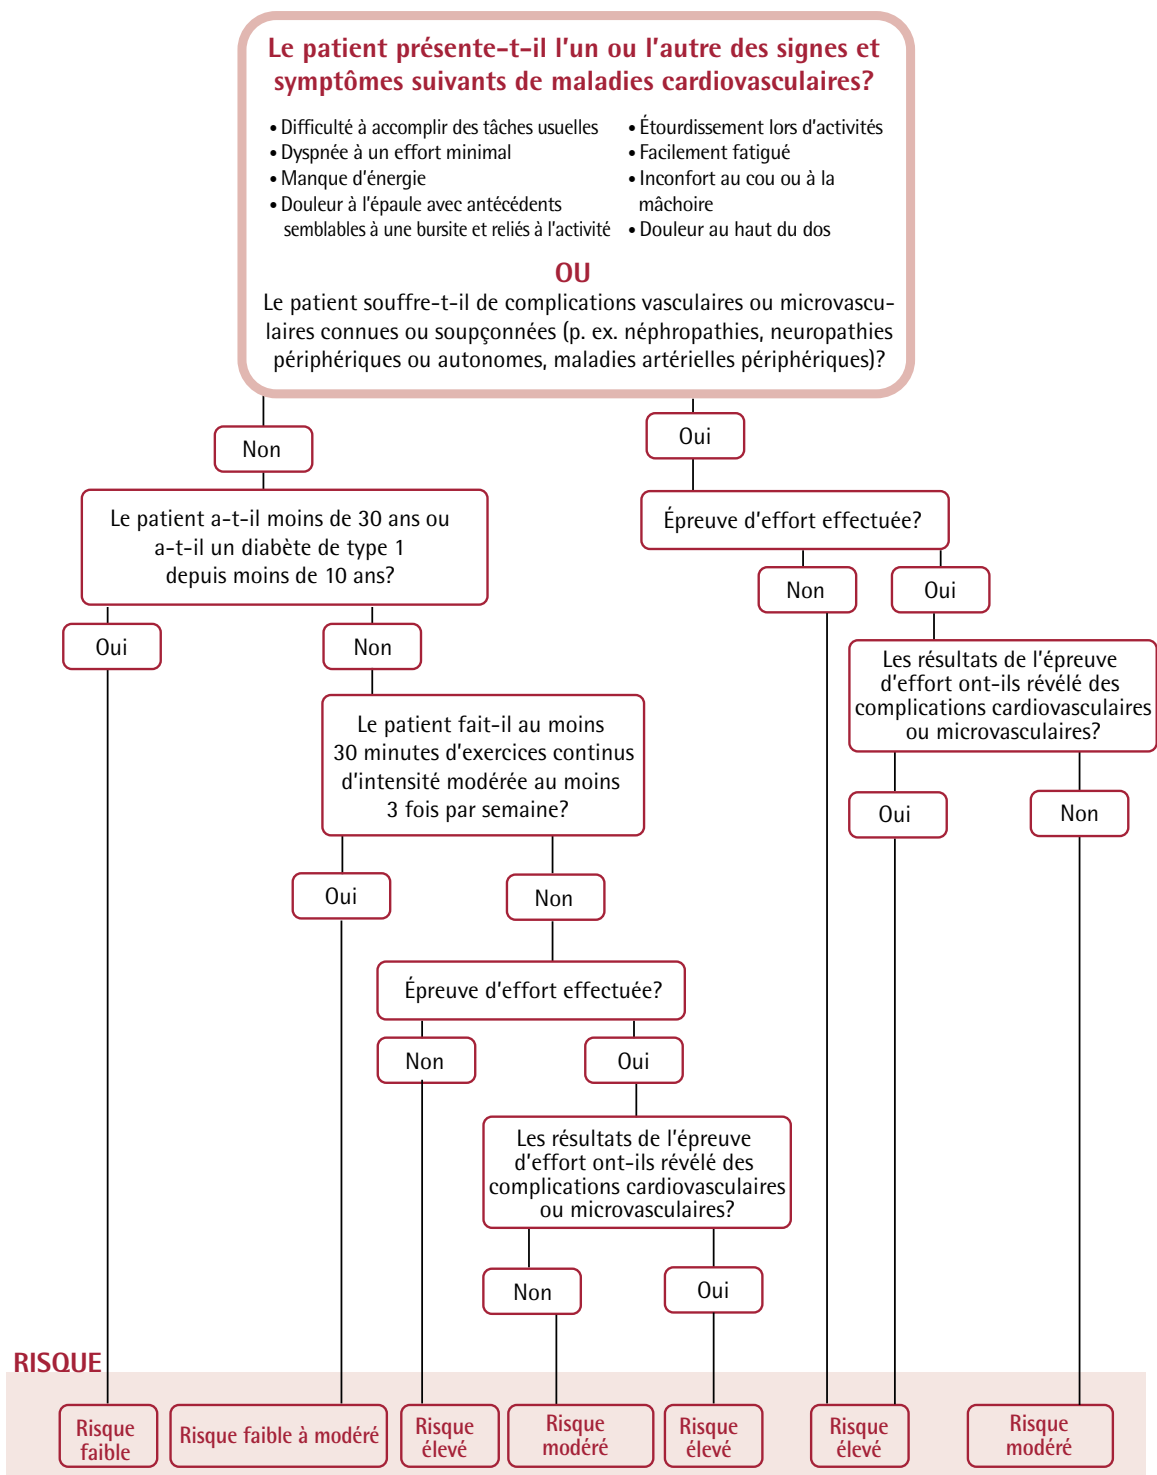 Le patient présente-t-il l'un ou l'autre des signes et
symptômes suivants de maladies cardiovasculaires?
• Difficulté à accomplir des tâches usuelles
• Dyspnée à un effort minimal
• Manque d'énergie
• Douleur à l'épaule avec antécédents
semblables à une bursite et reliés à l'activité
• Étourdissement lors d'activités
• Facilement fatigué
• Inconfort au cou ou à la
mâchoire
• Douleur au haut du dos
OU
Le patient souffre-t-il de complications vasculaires ou microvascu-
laires connues ou soupçonnées (p. ex. néphropathies, neuropathies
périphériques ou autonomes, maladies artérielles périphériques)?
Non
Oui
Le patient a-t-il moins de 30 ans ou
a-t-il un diabète de type 1
depuis moins de 10 ans?
Épreuve d'effort effectuée?
Non
Oui
Oui
Non
Les résultats de l'épreuve
d'effort ont-ils révélé des
complications cardiovasculaires
ou microvasculaires?
Le patient fait-il au moins
30 minutes d'exercices continus
d'intensité modérée au moins
3 fois par semaine?
Oui
Non
Oui
Non
Épreuve d'effort effectuée?
Non
Oui
Les résultats de l'épreuve
d'effort ont-ils révélé des
complications cardiovasculaires
ou microvasculaires?
Non
Oui
RISQUE
Risque
faible
Risque faible à modéré
Risque
élevé
Risque
modéré
Risque
élevé
Risque
élevé
Risque
modéré